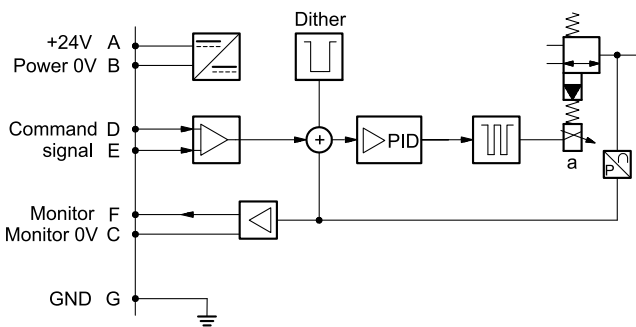 Dither
+24V A
Power 0V B
Command D
signal E
PID
a
P
Monitor F
Monitor 0V C
GND G